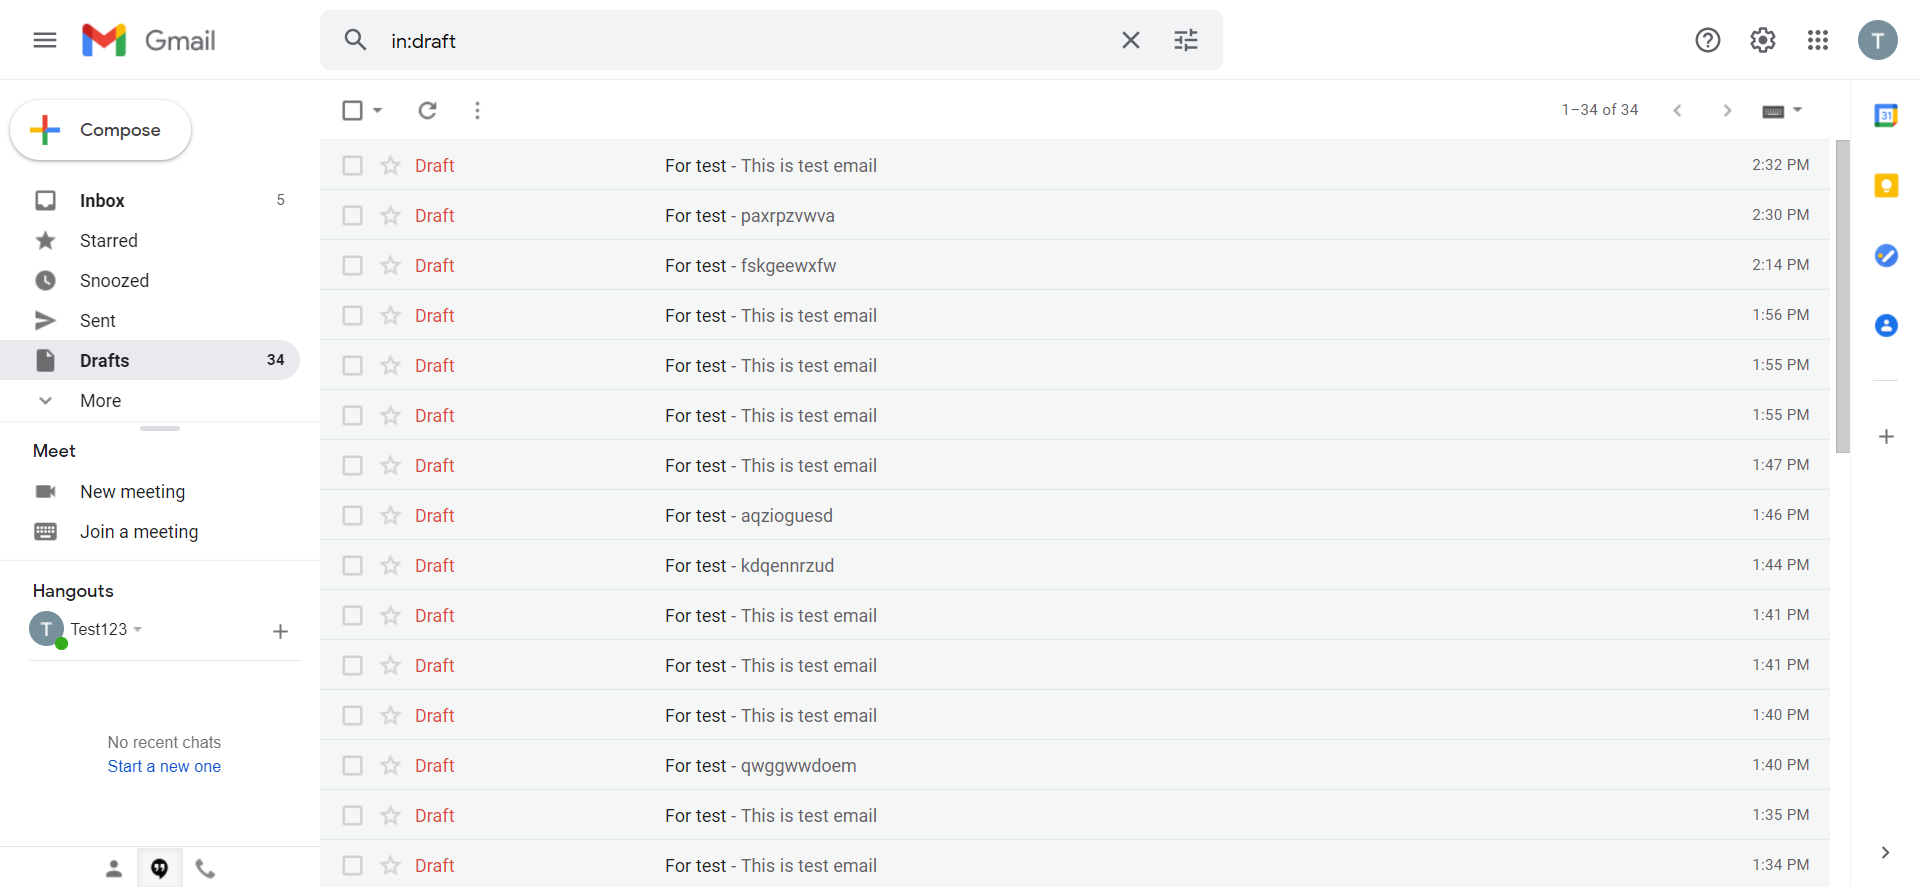 Gmail
in:draft
T
Compose
1–34 of 34
31
Inbox 5
Starred
Snoozed
Sent
Drafts 34
More
Meet
New meeting
Join a meeting
Hangouts
T Test123
No recent chats
Start a new one
Draft For test - This is test email 2:32 PM
Draft For test - paxrpzvwva 2:30 PM
Draft For test - fskgeewxfw 2:14 PM
Draft For test - This is test email 1:56 PM
Draft For test - This is test email 1:55 PM
Draft For test - This is test email 1:55 PM
Draft For test - This is test email 1:47 PM
Draft For test - aqzioguesd 1:46 PM
Draft For test - kdqennrzud 1:44 PM
Draft For test - This is test email 1:41 PM
Draft For test - This is test email 1:41 PM
Draft For test - This is test email 1:40 PM
Draft For test - qwggwwdoem 1:40 PM
Draft For test - This is test email 1:35 PM
Draft For test - This is test email 1:34 PM